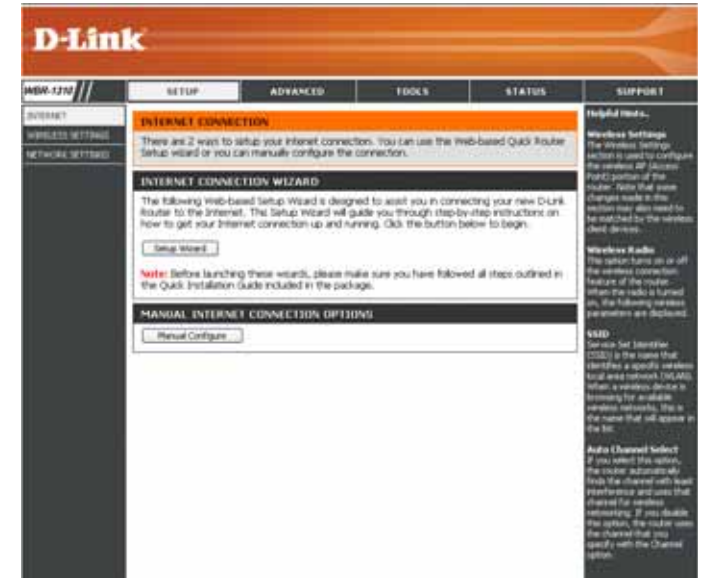 D-Link
WBR-1310
SETUP
ADVANCED
TOOLS
STATUS
SUPPORT
INTERNET
WIRELESS SETTINGS
NETWORK SETTINGS
INTERNET CONNECTION
There are 2 ways to setup your internet connection. You can use the Web-based Quick Router
Setup wizard or you can manually configure the connection.
INTERNET CONNECTION WIZARD
The following Web-based Setup Wizard is designed to assist you in connecting your new D-Link
Router to the Internet. This Setup Wizard will guide you through step-by-step instructions on
how to get your Internet connection up and running. Click the button below to begin.
Setup Wizard
Note: Before launching these wizards, please make sure you have followed all steps outlined in
the Quick Installation Guide included in the package.
MANUAL INTERNET CONNECTION OPTIONS
Manual Configure
Helpful Hints..
Wireless Settings
The Wireless Settings
section is used to configure
the wireless AP (Access
Point) portion of the
router. Note that some
changes made in this
section may also need to
be matched by the wireless
client devices.
Wireless Radio
This option turns on or off
the wireless connection
feature of the router.
When the radio is turned
on, the following wireless
parameters are displayed.
SSID
Service Set Identifier
(SSID) is the name that
identifies a specific wireless
local area network (WLAN).
When a wireless device is
browsing for available
wireless networks, this is
the name that will appear in
the list.
Auto Channel Select
If you select this option,
the router automatically
finds the channel with least
interference and uses that
channel for wireless
networking. If you disable
this option, the router uses
the channel that you
specify with the Channel
option.